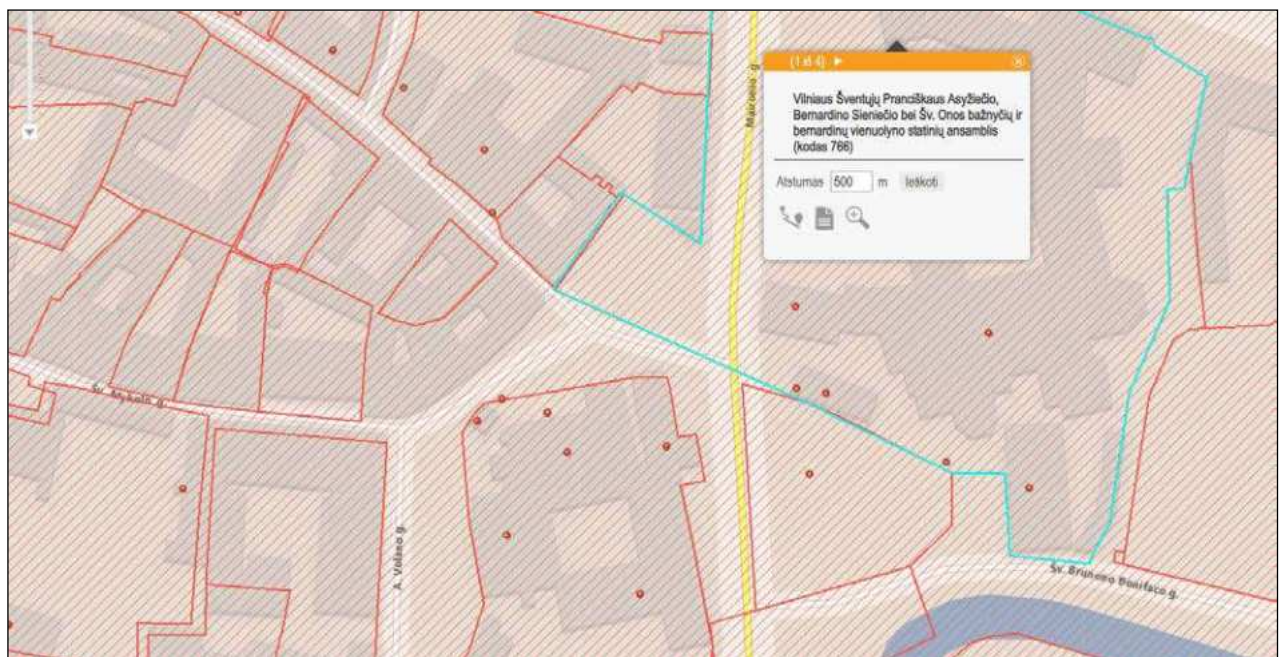 Maironio g.
(1 iš 4)
Vilniaus Šventųjų Pranciškaus Asyžiečio,
Bernardino Sieniečio bei Šv. Onos bažnyčių ir
bernardinų vienuolyno statinių ansamblis
(kodas 766)
Atstumas 500 m Ieškoti
Šv. Mykolo g.
A. Volano g.
Šv. Brunono Bonifaco g.